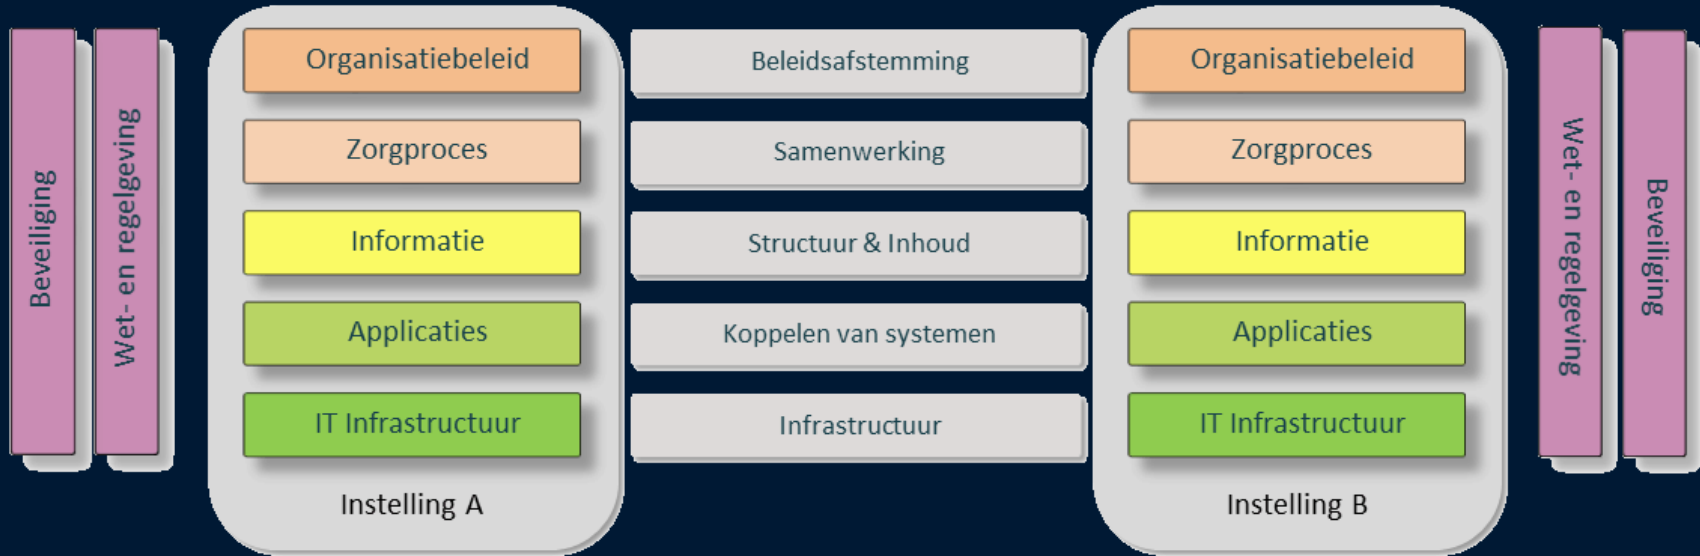 Beveiliging
Wet- en regelgeving
Organisatiebeleid
Zorgproces
Informatie
Applicaties
IT Infrastructuur
Instelling A
Beleidsafstemming
Samenwerking
Structuur & Inhoud
Koppelen van systemen
Infrastructuur
Organisatiebeleid
Zorgproces
Informatie
Applicaties
IT Infrastructuur
Instelling B
Wet- en regelgeving
Beveiliging